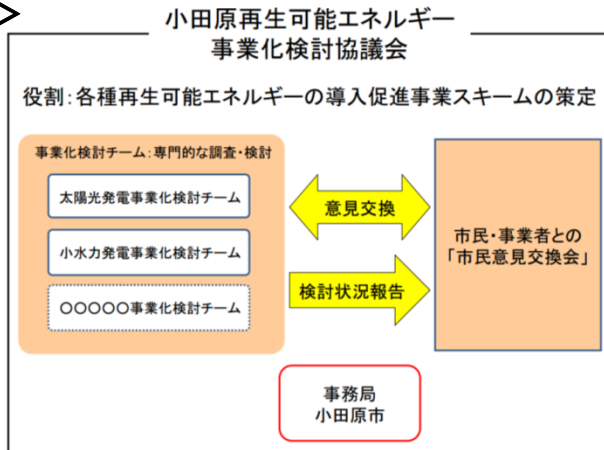 小田原再生可能エネルギー
事業化検討協議会
役割:各種再生可能エネルギーの導入促進事業スキームの策定
事業化検討チーム:専門的な調査・検討
太陽光発電事業化検討チーム
小水力発電事業化検討チーム
〇〇〇〇〇事業化検討チーム
意見交換
検討状況報告
市民・事業者との
「市民意見交換会」
事務局
小田原市